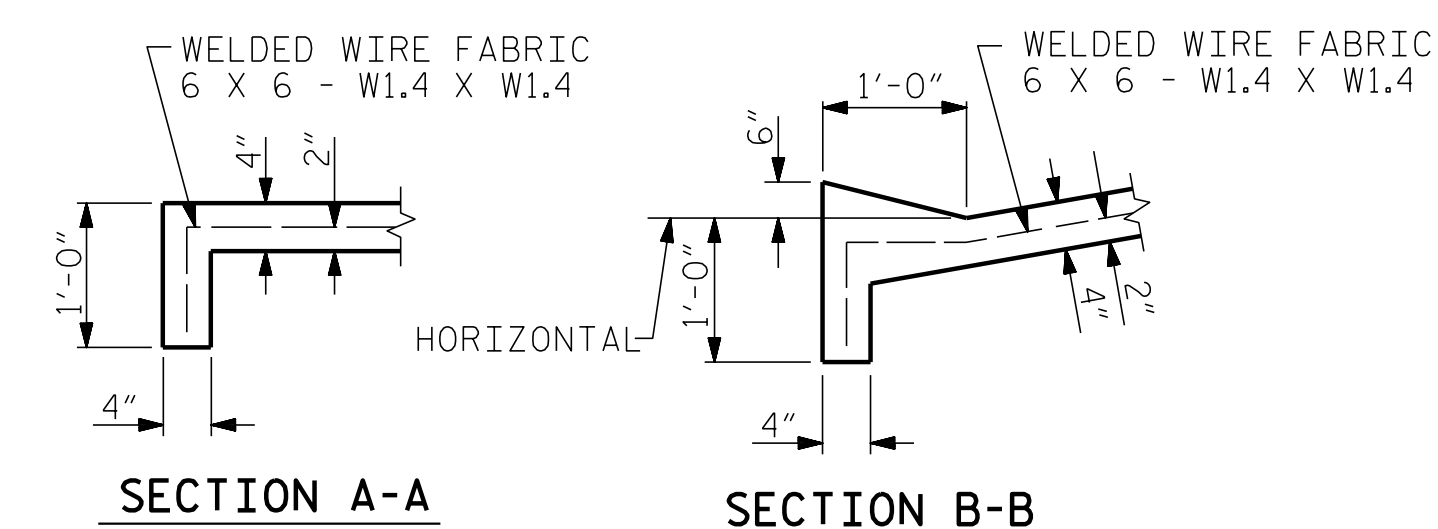 WELDED WIRE FABRIC
6 X 6 - W1.4 X W1.4
4"
2"
1'-0"
4"
SECTION A-A
WELDED WIRE FABRIC
6 X 6 - W1.4 X W1.4
1'-0"
6"
1'-0"
HORIZONTAL
4"
2"
4"
SECTION B-B